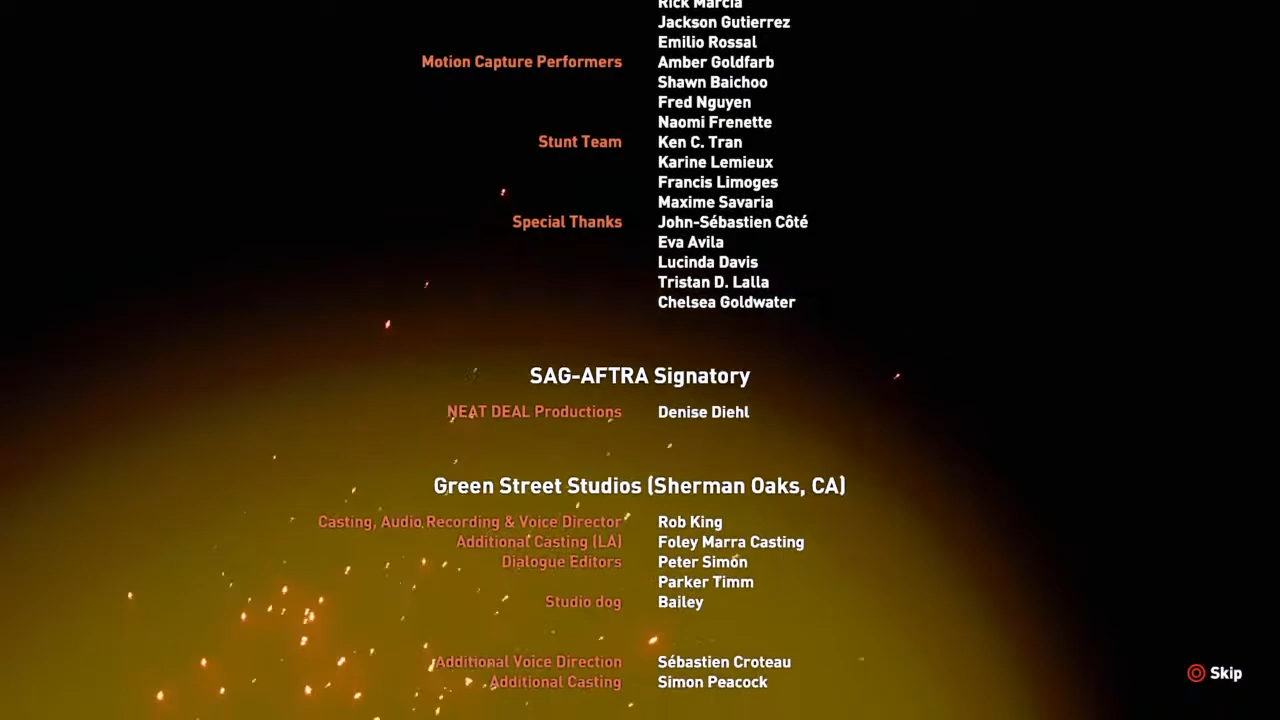 Rick Marcia
Jackson Gutierrez
Emilio Rossal
Motion Capture Performers Amber Goldfarb
Shawn Baichoo
Fred Nguyen
Naomi Frenette
Stunt Team Ken C. Tran
Karine Lemieux
Francis Limoges
Maxime Savaria
Special Thanks John-Sébastien Côté
Eva Avila
Lucinda Davis
Tristan D. Lalla
Chelsea Goldwater
SAG-AFTRA Signatory
NEAT DEAL Productions Denise Diehl
Green Street Studios (Sherman Oaks, CA)
Casting, Audio Recording & Voice Director Rob King
Additional Casting (LA) Foley Marra Casting
Dialogue Editors Peter Simon
Parker Timm
Studio dog Bailey
Additional Voice Direction Sébastien Croteau
Additional Casting Simon Peacock
Skip